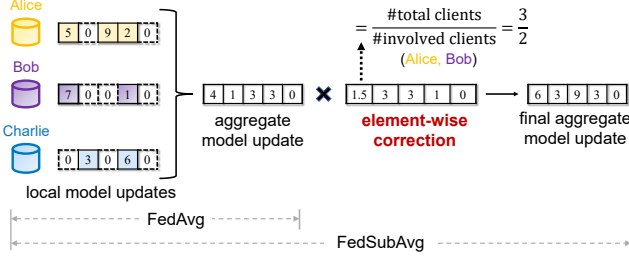 Alice
5 0 9 2 0
Bob
7 0 0 1 0
Charlie
0 3 0 6 0
local model updates
4 1 3 3 0
aggregate
model update
×
= #total clients / #involved clients = 3/2
(Alice, Bob)
1.5 3 3 1 0
element-wise
correction
6 3 9 3 0
final aggregate
model update
FedAvg
FedSubAvg